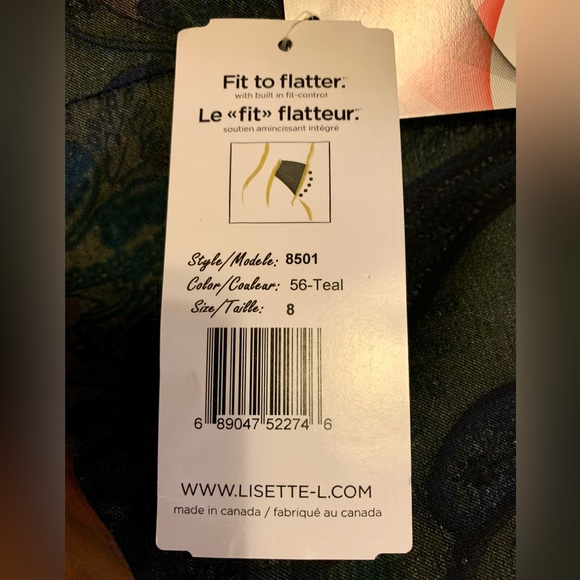 Fit to flatter.
with built in fit-control
Le «fit» flatteur.
soutien amincissant intégré
Style/Modele: 8501
Color/Couleur: 56-Teal
Size/Taille: 8
6 89047 52274 6
WWW.LISETTE-L.COM
made in canada / fabriqué au canada